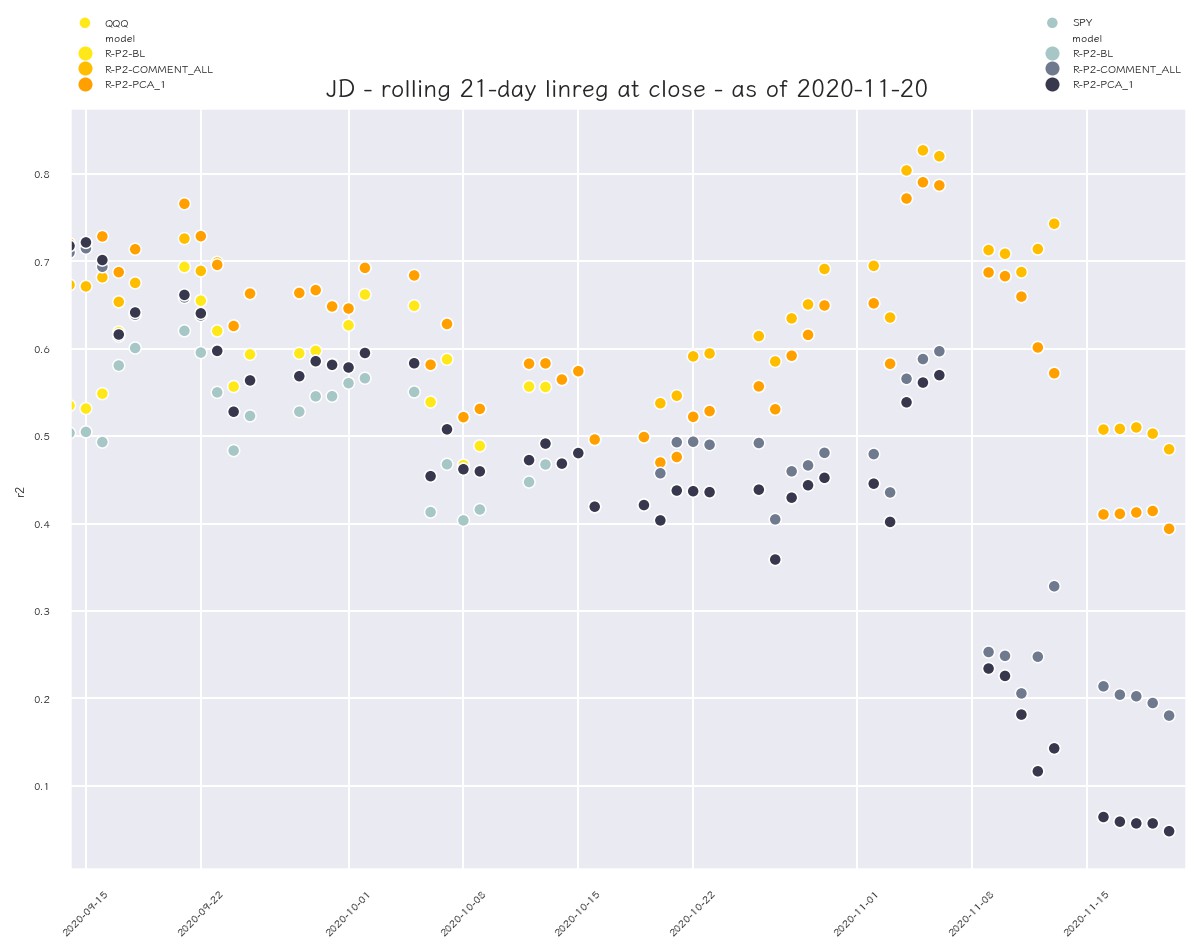 QQQ
model
R-P2-BL
R-P2-COMMENT_ALL
R-P2-PCA_1
SPY
model
R-P2-BL
R-P2-COMMENT_ALL
R-P2-PCA_1
JD - rolling 21-day linreg at close - as of 2020-11-20
0.8
0.7
0.6
0.5
0.4
0.3
0.2
0.1
r2
2020-09-15
2020-09-22
2020-10-01
2020-10-08
2020-10-15
2020-10-22
2020-11-01
2020-11-08
2020-11-15